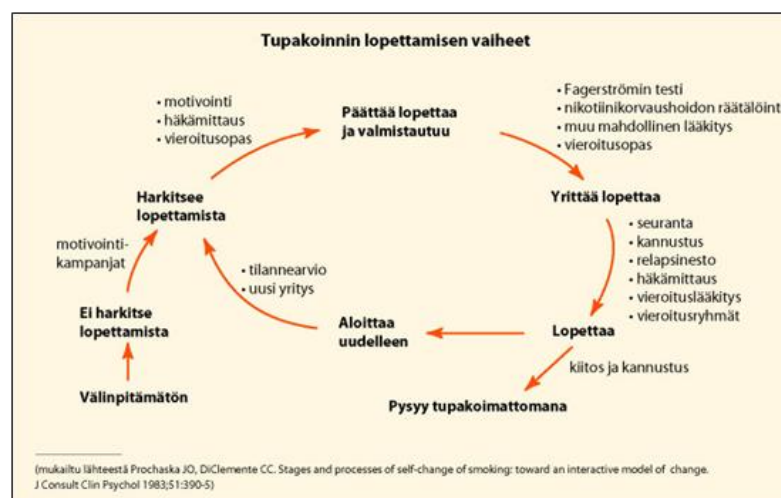 Tupakoinnin lopettamisen vaiheet
• motivointi
• häkämittaus
• vieroitusopas
Päättää lopettaa
ja valmistautuu
• Fagerströmin testi
• nikotiinikorvaushoidon räätälöint
• muu mahdollinen lääkitys
• vieroitusopas
Harkitsee
lopettamista
Yrittää lopettaa
motivointi-
kampanjat
• tilannearvio
• uusi yritys
• seuranta
• kannustus
• relapsinesto
• häkämittaus
• vieroituslääkitys
• vieroitusryhmät
Ei harkitse
lopettamista
Aloittaa
uudelleen
Lopettaa
kiitos ja kannustus
Välinpitämätön
Pysyy tupakoimattomana
(mukailtu lähteestä Prochaska JO, DiClemente CC. Stages and processes of self-change of smoking: toward an interactive model of change.
J Consult Clin Psychol 1983;51:390-5)